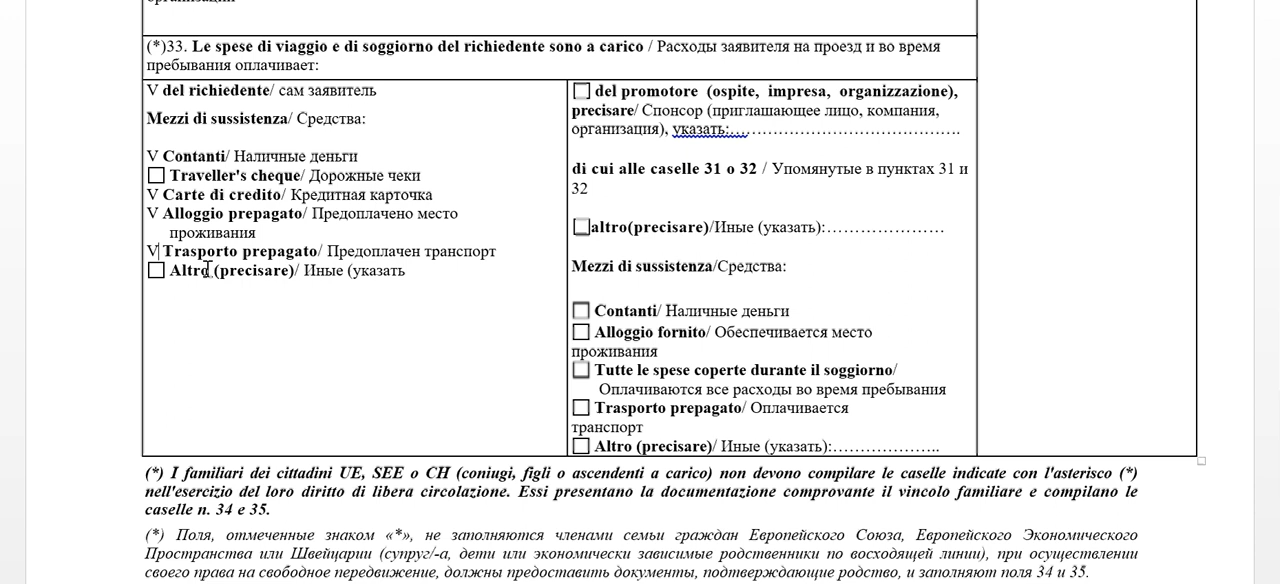 (*)33. Le spese di viaggio e di soggiorno del richiedente sono a carico / Расходы заявителя на проезд и во время
пребывания оплачивает:
V del richiedente/ сам заявитель
Mezzi di sussistenza/ Средства:
V Contanti/ Наличные деньги
Traveller's cheque/ Дорожные чеки
V Carte di credito/ Кредитная карточка
V Alloggio prepagato/ Предоплачено место
проживания
V Trasporto prepagato/ Предоплачен транспорт
Altro (precisare)/ Иные (указать
del promotore (ospite, impresa, organizzazione),
precisare/ Спонсор (приглашающее лицо, компания,
организация), указать:…………………………………….
di cui alle caselle 31 o 32 / Упомянутые в пунктах 31 и
32
altro(precisare)/Иные (указать):…………………
Mezzi di sussistenza/Средства:
Contanti/ Наличные деньги
Alloggio fornito/ Обеспечивается место
проживания
Tutte le spese coperte durante il soggiorno/
Оплачиваются все расходы во время пребывания
Trasporto prepagato/ Оплачивается
транспорт
Altro (precisare)/ Иные (указать):………………..
(*) I familiari dei cittadini UE, SEE o CH (coniugi, figli o ascendenti a carico) non devono compilare le caselle indicate con l'asterisco (*)
nell'esercizio del loro diritto di libera circolazione. Essi presentano la documentazione comprovante il vincolo familiare e compilano le
caselle n. 34 e 35.
(*) Поля, отмеченные знаком «*», не заполняются членами семьи граждан Европейского Союза, Европейского Экономического
Пространства или Швейцарии (супруг/-а, дети или экономически зависимые родственники по восходящей линии), при осуществлении
своего права на свободное передвижение, должны предоставить документы, подтверждающие родство, и заполняют поля 34 и 35.